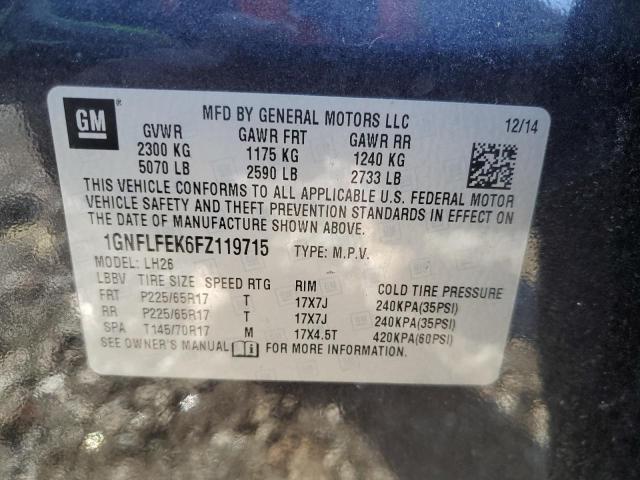 GM ®
MFD BY GENERAL MOTORS LLC 12/14
GVWR GAWR FRT GAWR RR
2300 KG 1175 KG 1240 KG
5070 LB 2590 LB 2733 LB
THIS VEHICLE CONFORMS TO ALL APPLICABLE U.S. FEDERAL MOTOR
VEHICLE SAFETY AND THEFT PREVENTION STANDARDS IN EFFECT ON
THE DATE OF MANUFACTURE SHOWN ABOVE.
1GNFLFEK6FZ119715 TYPE: M.P.V.
MODEL: LH26
LBBV TIRE SIZE SPEED RTG RIM COLD TIRE PRESSURE
FRT P225/65R17 T 17X7J 240KPA(35PSI)
RR P225/65R17 T 17X7J 240KPA(35PSI)
SPA T145/70R17 M 17X4.5T 420KPA(60PSI)
SEE OWNER'S MANUAL FOR MORE INFORMATION